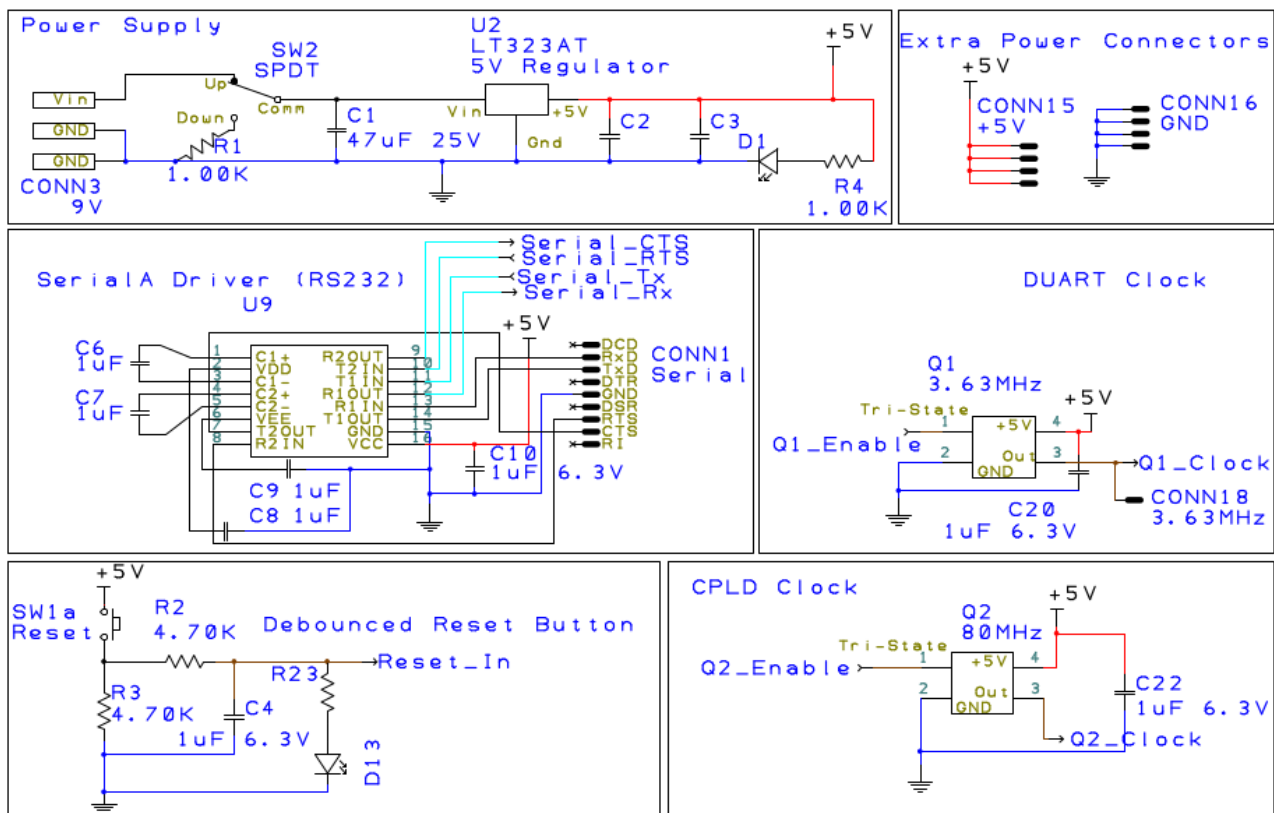 Power Supply
U2
LT323AT
5V Regulator
SW2
SPDT
+5V
Up
Comm
Down
Vin
GND
GND
CONN3
9V
R1
1.00K
C1
47uF 25V
Vin
+5V
Gnd
C2
C3
D1
R4
1.00K
Extra Power Connectors
+5V
CONN15
+5V
CONN16
GND
SerialA Driver (RS232)
U9
Serial_CTS
Serial_RTS
Serial_Tx
Serial_Rx
+5V
C6
1uF
C7
1uF
1 C1+ R2OUT 9
2 VDD T2IN 10
3 C1- T1IN 11
4 C2+ R1OUT 12
5 C2- R1IN 13
6 VEE T1OUT 14
7 T2OUT GND 15
8 R2IN VCC 16
DCD
RxD
TxD
DTR
GND
DSR
RTS
CTS
RI
CONN1
Serial
C10
1uF 6.3V
C9 1uF
C8 1uF
DUART Clock
Q1
3.63MHz
Tri-State
Q1_Enable
1 +5V 4
2 Out 3
GND
+5V
Q1_Clock
CONN18
3.63MHz
C20
1uF 6.3V
+5V
SW1a
Reset
R2
4.70K
Debounced Reset Button
Reset_In
R3
4.70K
C4
1uF 6.3V
R23
D13
CPLD Clock
Q2
80MHz
+5V
Tri-State
Q2_Enable
1 +5V 4
2 Out 3
GND
C22
1uF 6.3V
Q2_Clock